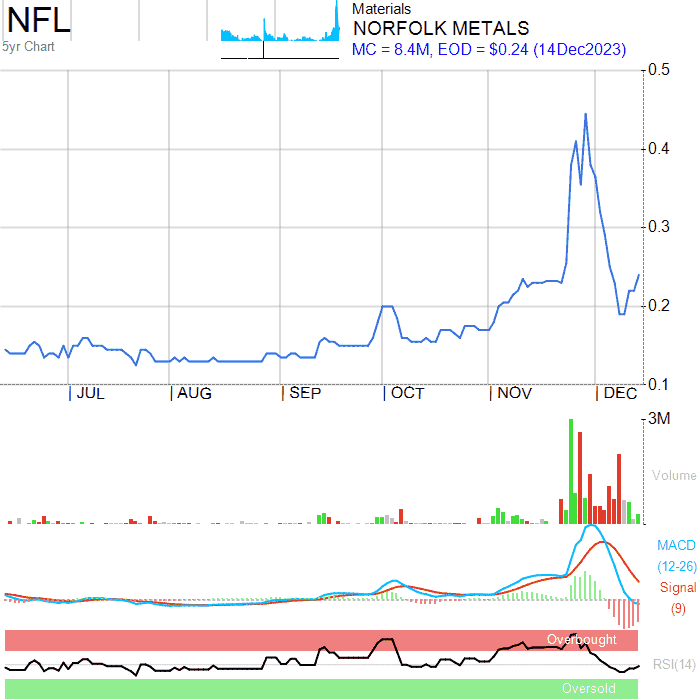 NFL
5yr Chart
Materials
NORFOLK METALS
MC = 8.4M, EOD = $0.24 (14Dec2023)
0.5
0.4
0.3
0.2
0.1
JUL AUG SEP OCT NOV DEC
3M
Volume
MACD
(12-26)
Signal
(9)
Overbought
RSI(14)
Oversold